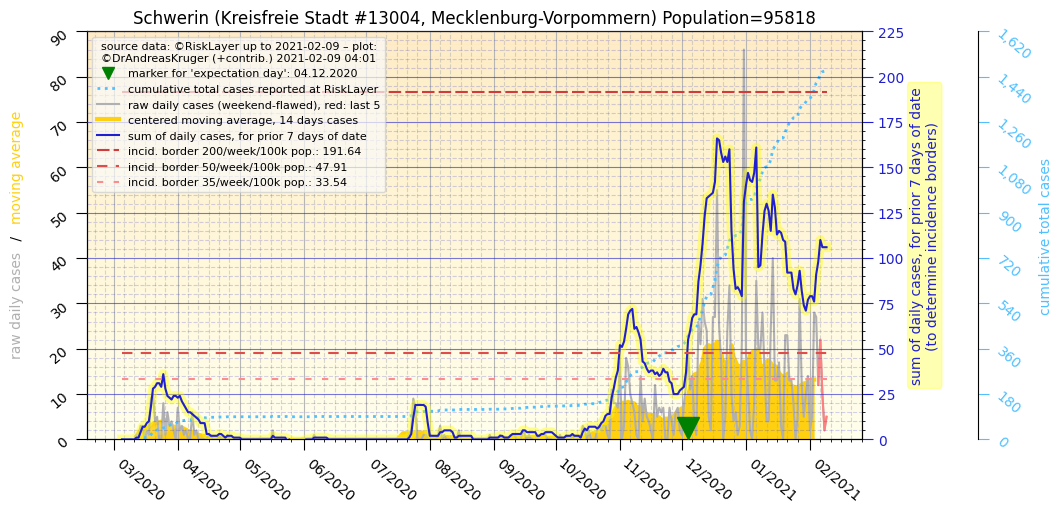 Schwerin (Kreisfreie Stadt #13004, Mecklenburg-Vorpommern) Population=95818
source data: ©RiskLayer up to 2021-02-09 – plot:
©DrAndreasKruger (+contrib.) 2021-02-09 04:01
marker for 'expectation day': 04.12.2020
cumulative total cases reported at RiskLayer
raw daily cases (weekend-flawed), red: last 5
centered moving average, 14 days cases
sum of daily cases, for prior 7 days of date
incid. border 200/week/100k pop.: 191.64
incid. border 50/week/100k pop.: 47.91
incid. border 35/week/100k pop.: 33.54
raw daily cases / moving average
90
80
70
60
50
40
30
20
10
0
03/2020
04/2020
05/2020
06/2020
07/2020
08/2020
09/2020
10/2020
11/2020
12/2020
01/2021
02/2021
225
200
175
150
125
100
75
50
25
0
sum of daily cases, for prior 7 days of date
(to determine incidence borders)
1,620
1,440
1,260
1,080
900
720
540
360
180
0
cumulative total cases